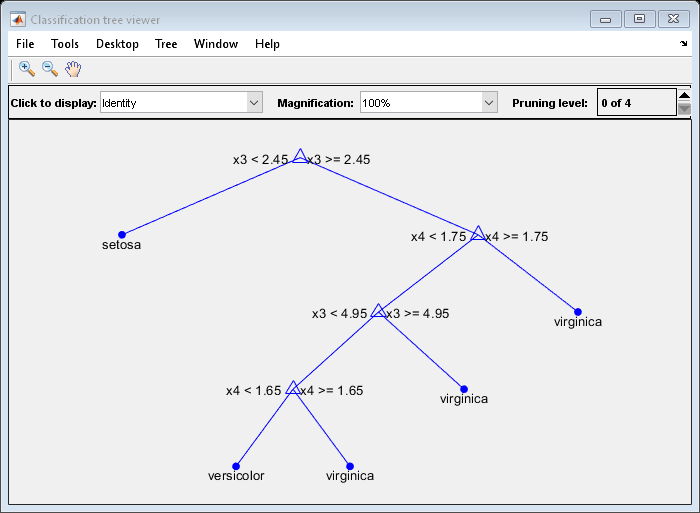 Classification tree viewer
File Tools Desktop Tree Window Help
Click to display: Identity Magnification: 100% Pruning level: 0 of 4
x3 < 2.45 x3 >= 2.45
setosa
x4 < 1.75 x4 >= 1.75
x3 < 4.95 x3 >= 4.95
virginica
x4 < 1.65 x4 >= 1.65
virginica
versicolor virginica